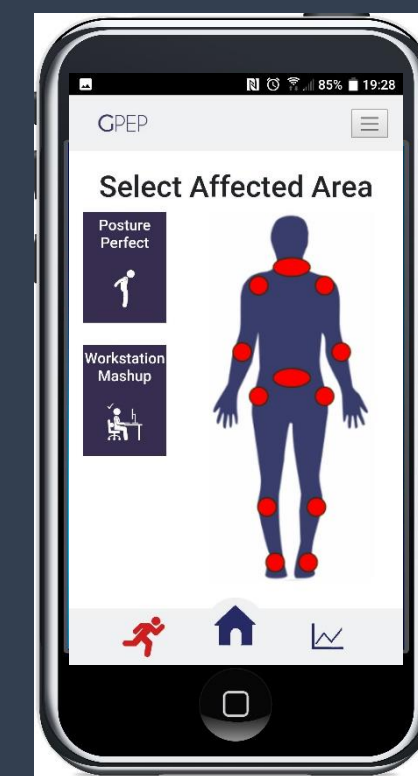 85% 19:28
GPEP
Select Affected Area
Posture
Perfect
Workstation
Mashup